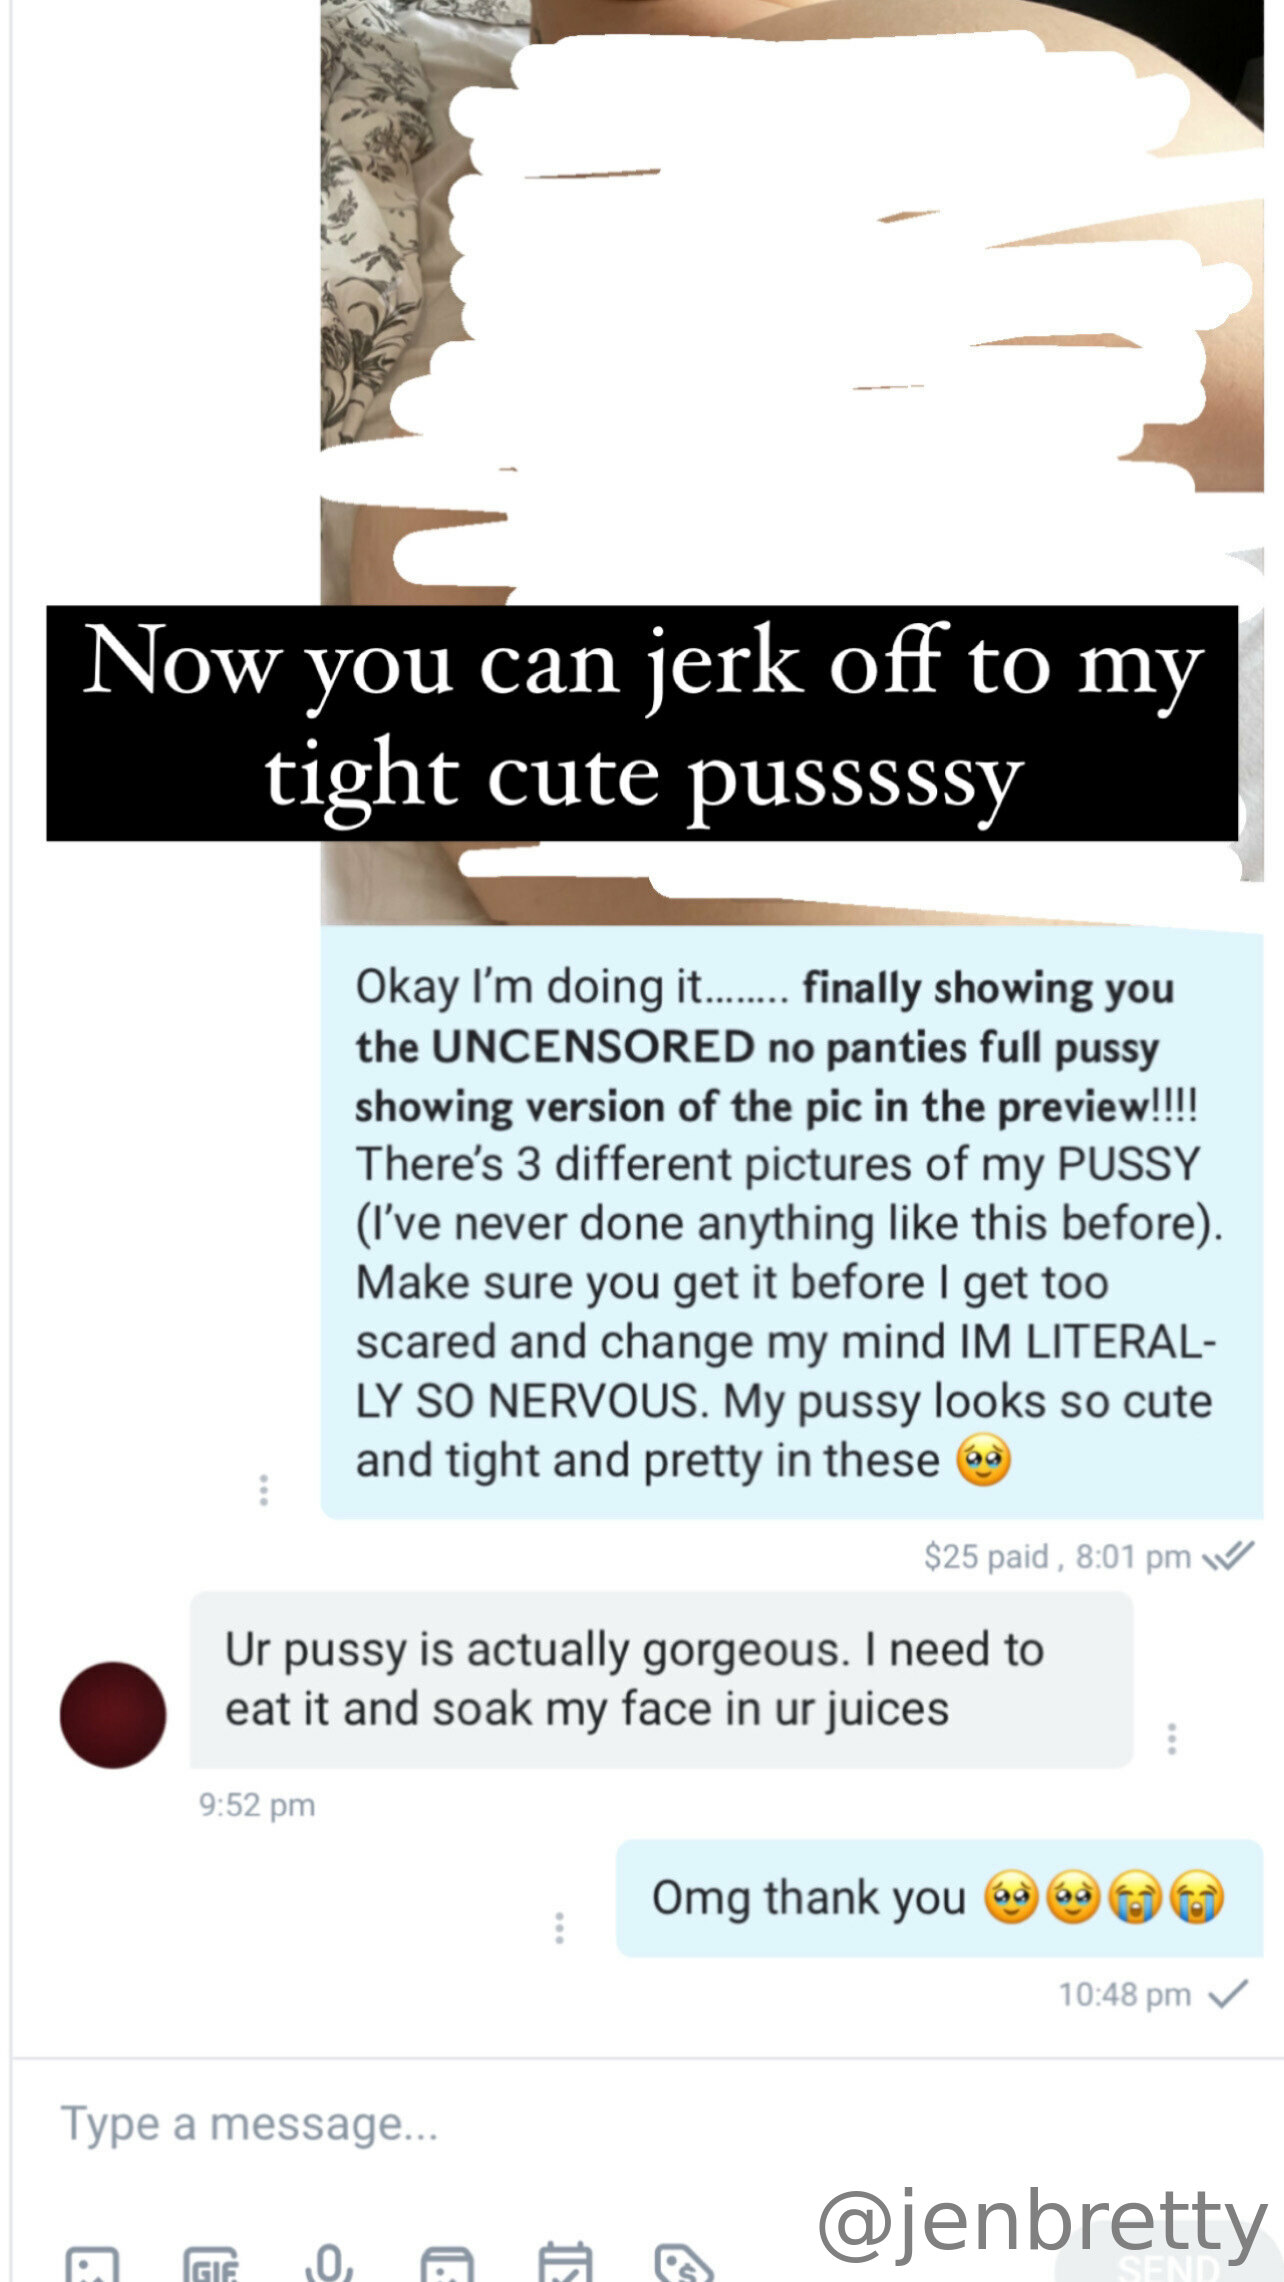 Now you can jerk off to my
tight cute pusssssy
Okay I'm doing it........ finally showing you
the UNCENSORED no panties full pussy
showing version of the pic in the preview!!!!
There's 3 different pictures of my PUSSY
(I've never done anything like this before).
Make sure you get it before I get too
scared and change my mind IM LITERAL-
LY SO NERVOUS. My pussy looks so cute
and tight and pretty in these 🥹
$25 paid , 8:01 pm
Ur pussy is actually gorgeous. I need to
eat it and soak my face in ur juices
9:52 pm
Omg thank you 🥹🥹😭😭
10:48 pm
Type a message...
@jenbretty
GIF
SEND